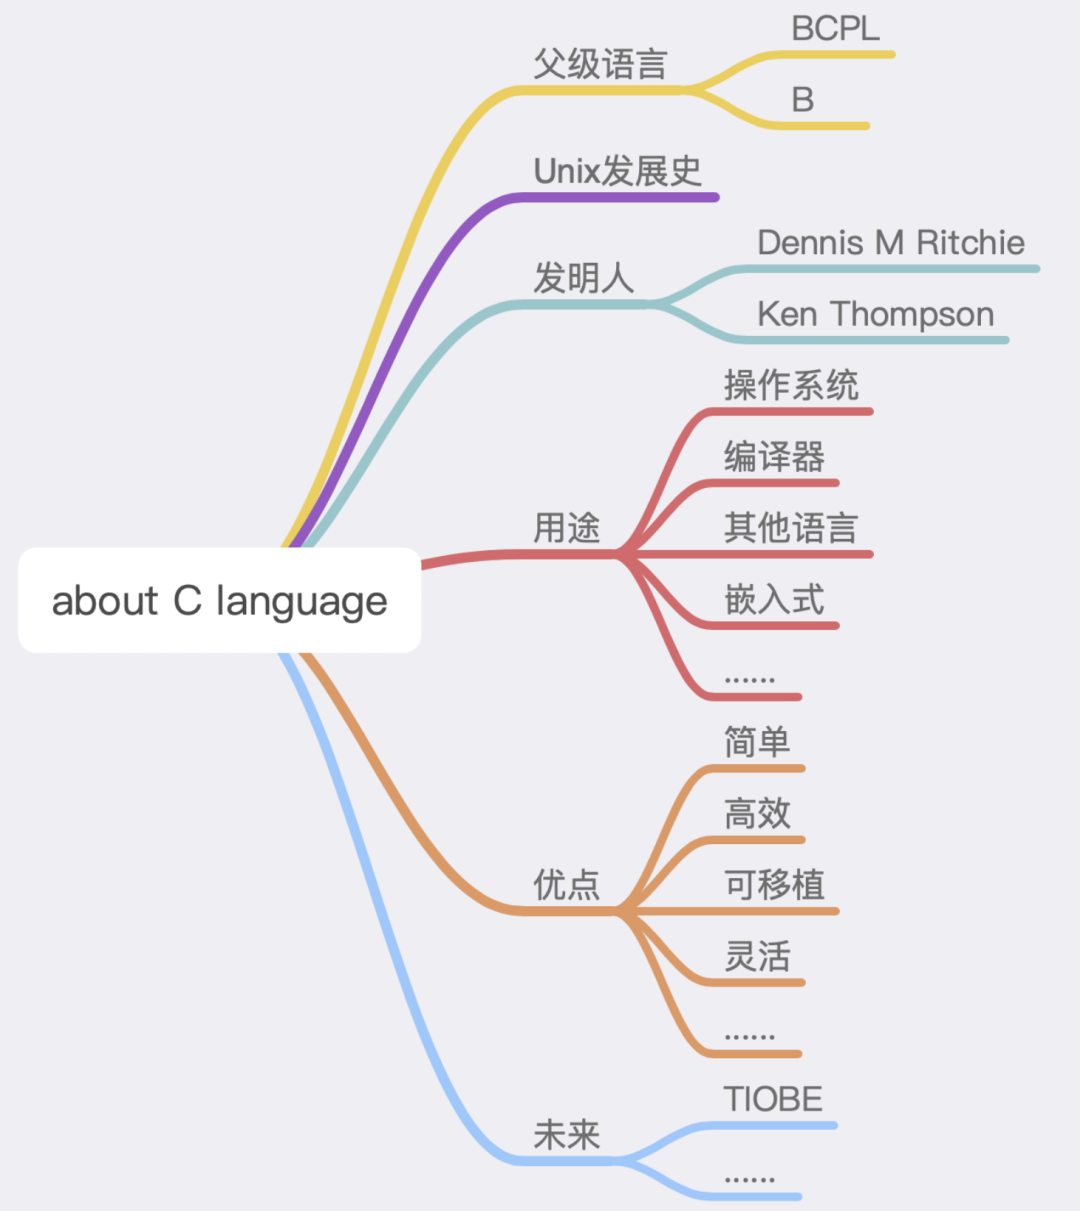 父级语言
BCPL
B
Unix发展史
发明人
Dennis M Ritchie
Ken Thompson
about C language
用途
操作系统
编译器
其他语言
嵌入式
……
优点
简单
高效
可移植
灵活
……
未来
TIOBE
……